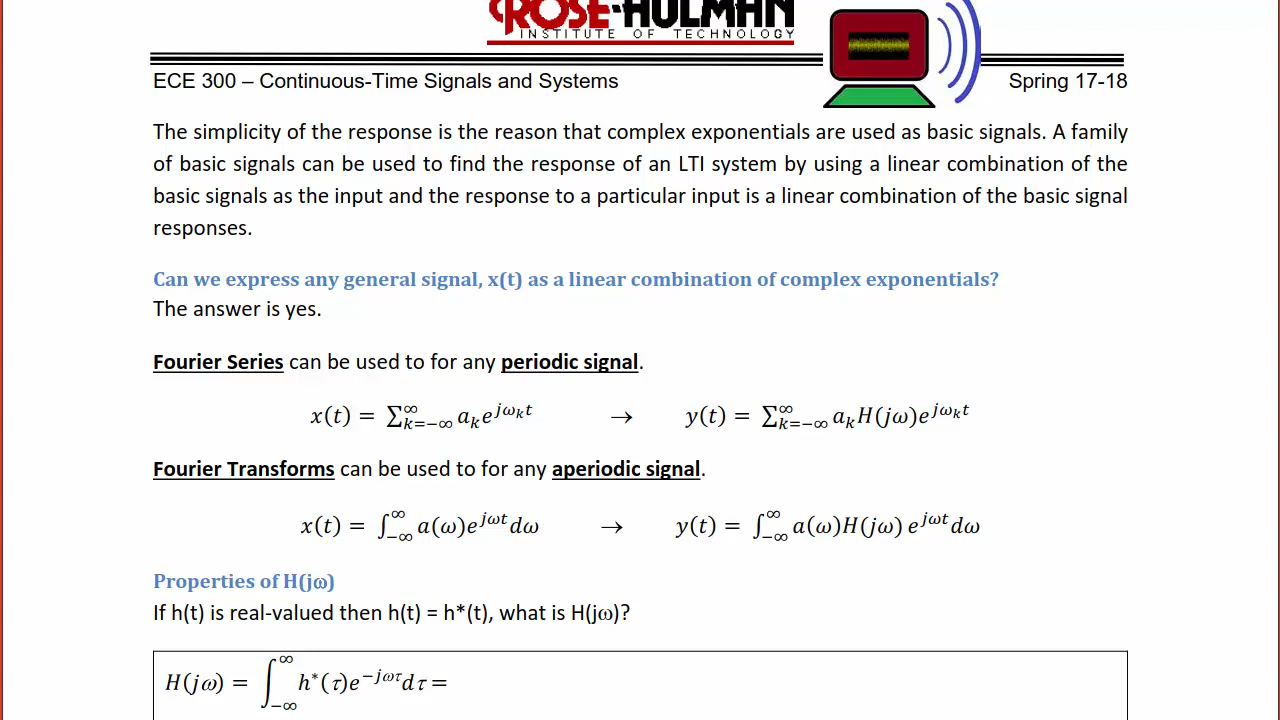 ROSE-HULMAN
INSTITUTE OF TECHNOLOGY
ECE 300 – Continuous-Time Signals and Systems Spring 17-18
The simplicity of the response is the reason that complex exponentials are used as basic signals. A family
of basic signals can be used to find the response of an LTI system by using a linear combination of the
basic signals as the input and the response to a particular input is a linear combination of the basic signal
responses.
Can we express any general signal, x(t) as a linear combination of complex exponentials?
The answer is yes.
Fourier Series can be used to for any periodic signal.
x(t) = ∑_{k=−∞}^{∞} a_k e^{jω_k t} → y(t) = ∑_{k=−∞}^{∞} a_k H(jω)e^{jω_k t}
Fourier Transforms can be used to for any aperiodic signal.
x(t) = ∫_{−∞}^{∞} a(ω)e^{jωt} dω → y(t) = ∫_{−∞}^{∞} a(ω)H(jω) e^{jωt} dω
Properties of H(jω)
If h(t) is real-valued then h(t) = h*(t), what is H(jω)?
H(jω) = ∫_{−∞}^{∞} h*(τ)e^{−jωτ} dτ =